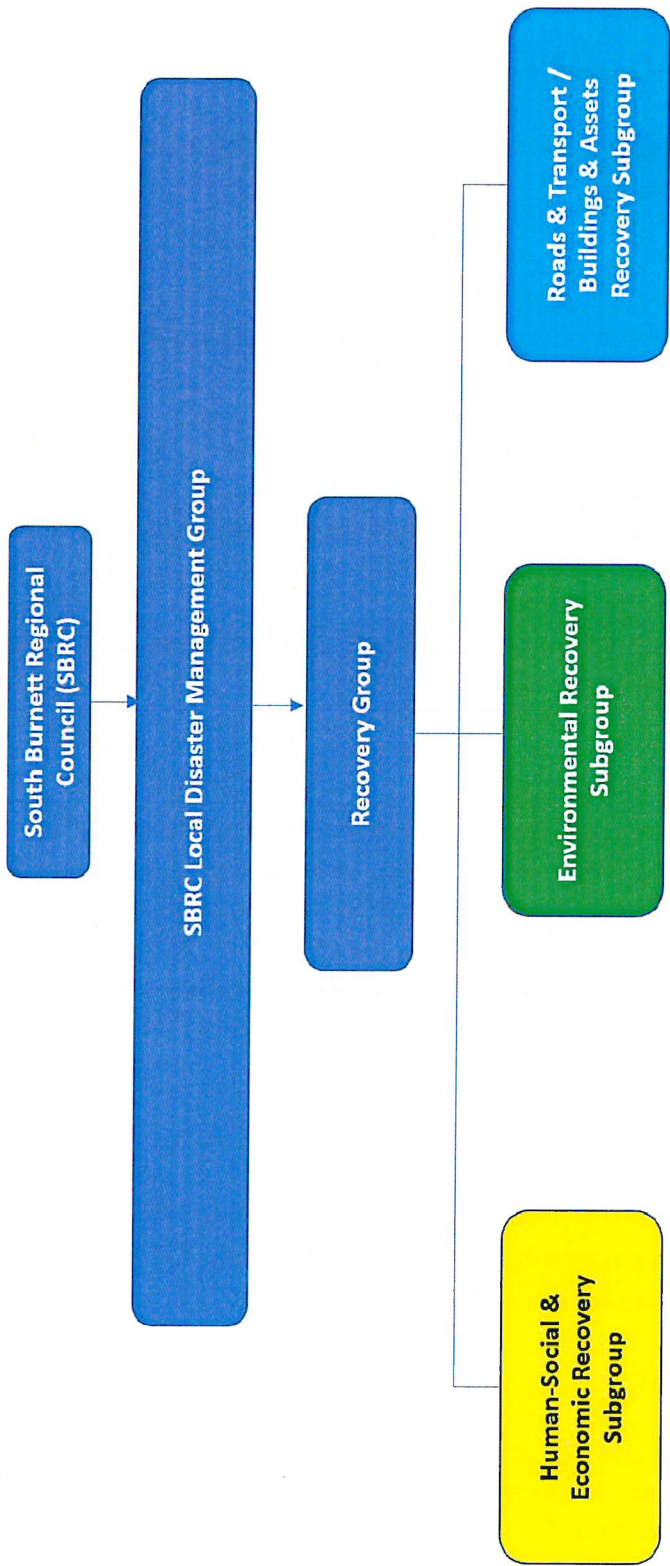 South Burnett Regional
Council (SBRC)
SBRC Local Disaster Management Group
Recovery Group
Human-Social &
Economic Recovery
Subgroup
Environmental Recovery
Subgroup
Roads & Transport /
Buildings & Assets
Recovery Subgroup